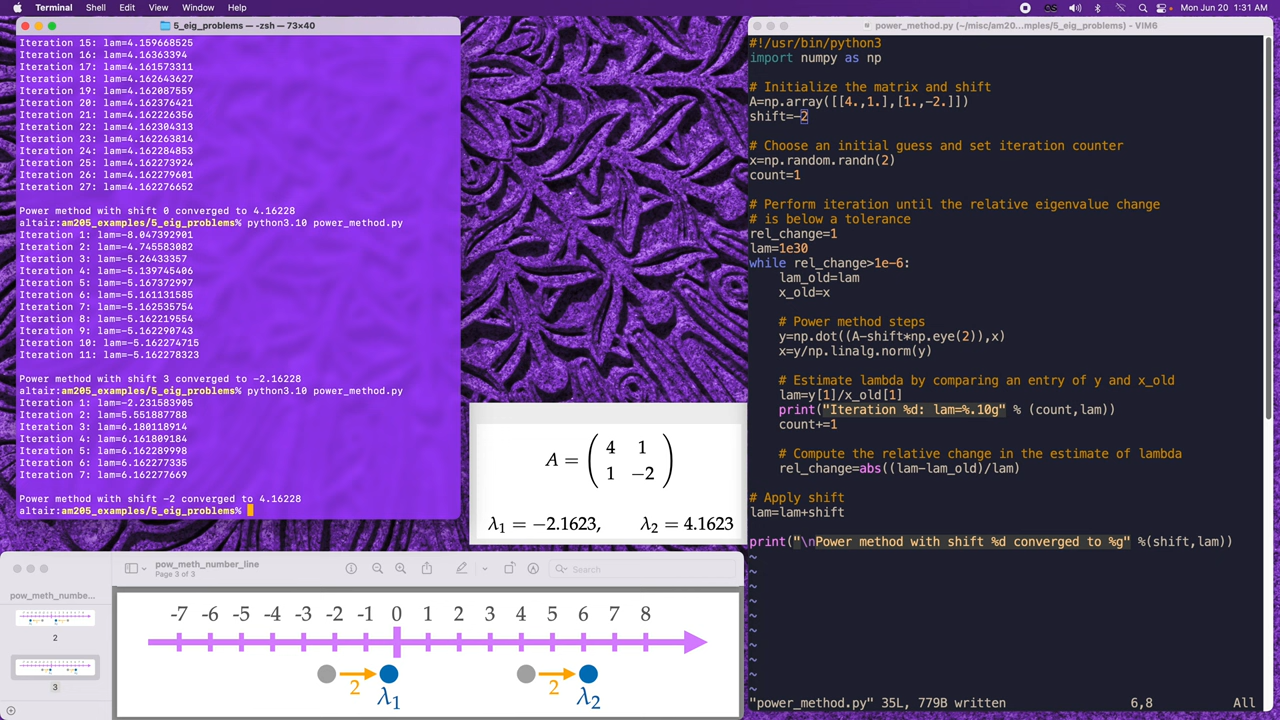 Terminal Shell Edit View Window Help
Mon Jun 20 1:31 AM
5_eig_problems — -zsh — 73×40
Iteration 15: lam=4.159668525
Iteration 16: lam=4.16363394
Iteration 17: lam=4.161573311
Iteration 18: lam=4.162643627
Iteration 19: lam=4.162087559
Iteration 20: lam=4.162376421
Iteration 21: lam=4.162226356
Iteration 22: lam=4.162304313
Iteration 23: lam=4.162263814
Iteration 24: lam=4.162284853
Iteration 25: lam=4.162273924
Iteration 26: lam=4.162279601
Iteration 27: lam=4.162276652
Power method with shift 0 converged to 4.16228
altair:am205_examples/5_eig_problems% python3.10 power_method.py
Iteration 1: lam=-8.047392901
Iteration 2: lam=-4.745583082
Iteration 3: lam=-5.26433357
Iteration 4: lam=-5.139745406
Iteration 5: lam=-5.167372997
Iteration 6: lam=-5.161131585
Iteration 7: lam=-5.162535754
Iteration 8: lam=-5.162219554
Iteration 9: lam=-5.162290743
Iteration 10: lam=-5.162274715
Iteration 11: lam=-5.162278323
Power method with shift 3 converged to -2.16228
altair:am205_examples/5_eig_problems% python3.10 power_method.py
Iteration 1: lam=-2.231583905
Iteration 2: lam=5.551887788
Iteration 3: lam=6.180118914
Iteration 4: lam=6.161809184
Iteration 5: lam=6.162289998
Iteration 6: lam=6.162277335
Iteration 7: lam=6.162277669
Power method with shift -2 converged to 4.16228
altair:am205_examples/5_eig_problems%
A = ( 4 1
1 −2 )
λ₁ = −2.1623, λ₂ = 4.1623
pow_meth_number_line
Page 3 of 3
Search
pow_meth_numbe...
2
3
-7 -6 -5 -4 -3 -2 -1 0 1 2 3 4 5 6 7 8
2 λ₁ 2 λ₂
power_method.py (~/misc/am20...mples/5_eig_problems) - VIM6
#!/usr/bin/python3
import numpy as np
# Initialize the matrix and shift
A=np.array([[4.,1.],[1.,-2.]])
shift=-2
# Choose an initial guess and set iteration counter
x=np.random.randn(2)
count=1
# Perform iteration until the relative eigenvalue change
# is below a tolerance
rel_change=1
lam=1e30
while rel_change>1e-6:
lam_old=lam
x_old=x
# Power method steps
y=np.dot((A-shift*np.eye(2)),x)
x=y/np.linalg.norm(y)
# Estimate lambda by comparing an entry of y and x_old
lam=y[1]/x_old[1]
print("Iteration %d: lam=%.10g" % (count,lam))
count+=1
# Compute the relative change in the estimate of lambda
rel_change=abs((lam-lam_old)/lam)
# Apply shift
lam=lam+shift
print("\nPower method with shift %d converged to %g" %(shift,lam))
~
~
~
~
~
~
~
~
~
~
"power_method.py" 35L, 779B written 6,8 All